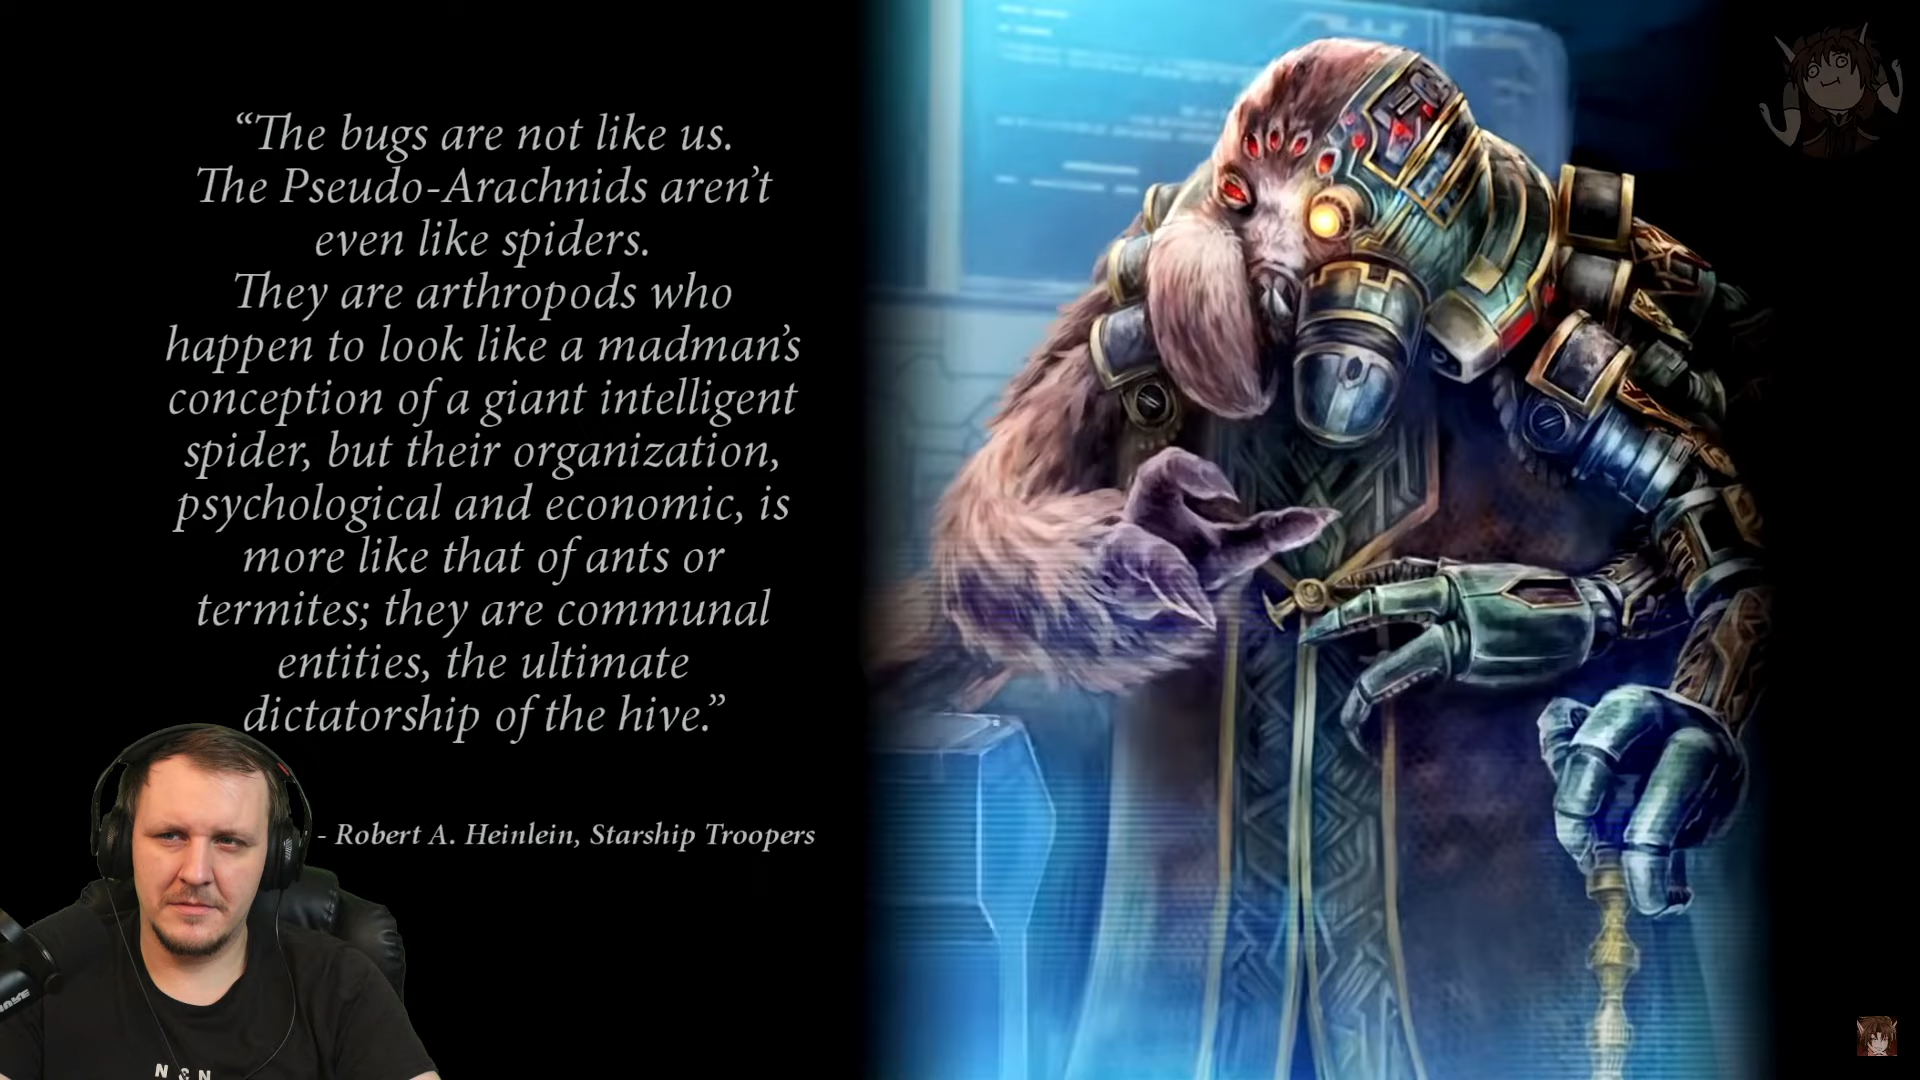 “The bugs are not like us.
The Pseudo-Arachnids aren’t
even like spiders.
They are arthropods who
happen to look like a madman’s
conception of a giant intelligent
spider, but their organization,
psychological and economic, is
more like that of ants or
termites; they are communal
entities, the ultimate
dictatorship of the hive.”
- Robert A. Heinlein, Starship Troopers
N & N